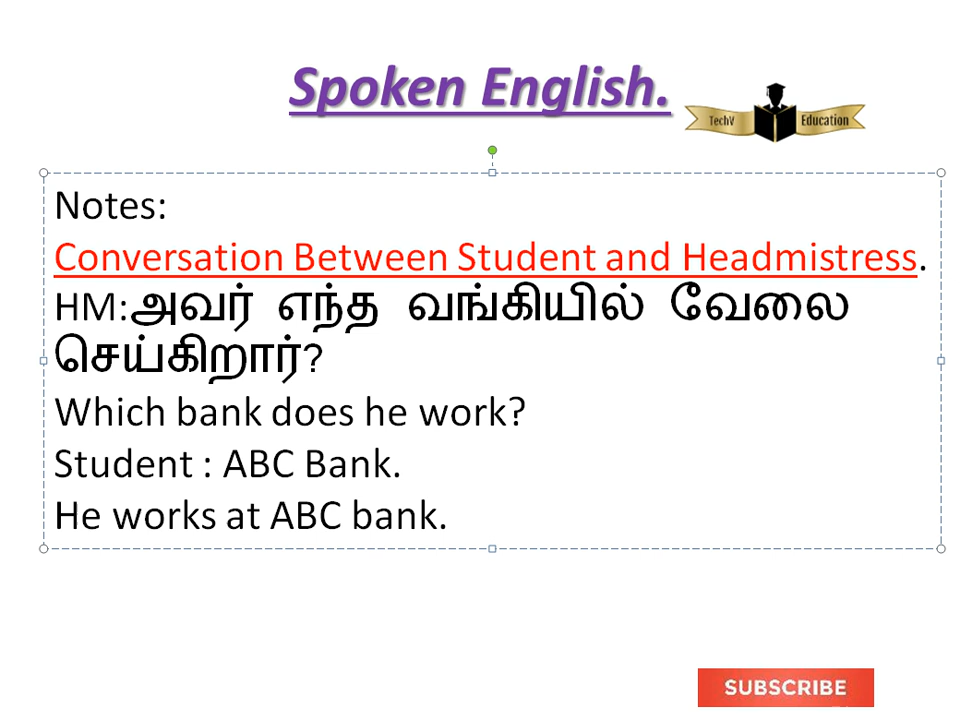 Spoken English.
TechV Education
Notes:
Conversation Between Student and Headmistress.
HM:அவர் எந்த வங்கியில் வேலை
செய்கிறார்?
Which bank does he work?
Student : ABC Bank.
He works at ABC bank.
SUBSCRIBE